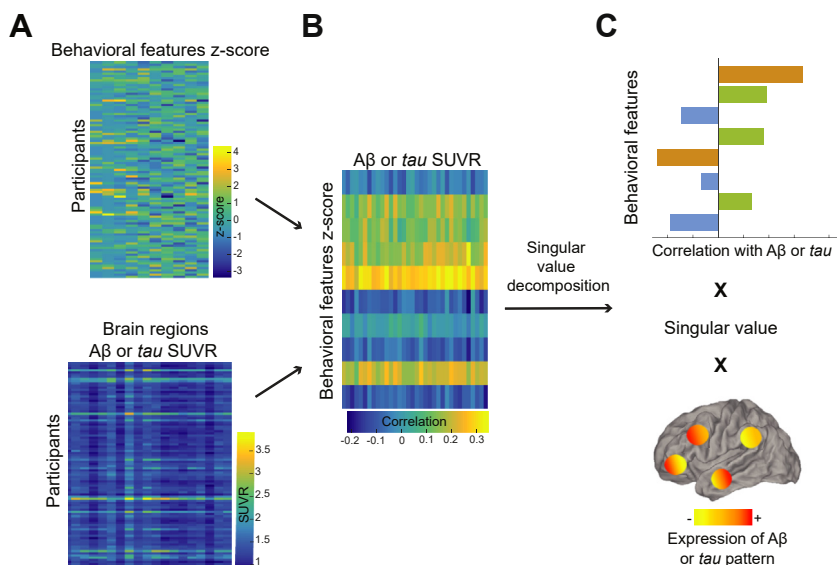 A
Behavioral features z-score
Participants
4
3
2
1
0
-1
-2
-3
z-score
Brain regions
Aβ or tau SUVR
Participants
3.5
3
2.5
2
1.5
1
SUVR
B
Aβ or tau SUVR
Behavioral features z-score
Correlation
-0.2 -0.1 0 0.1 0.2 0.3
Singular
value
decomposition
C
Behavioral features
Correlation with Aβ or tau
X
Singular value
X
- +
Expression of Aβ
or tau pattern